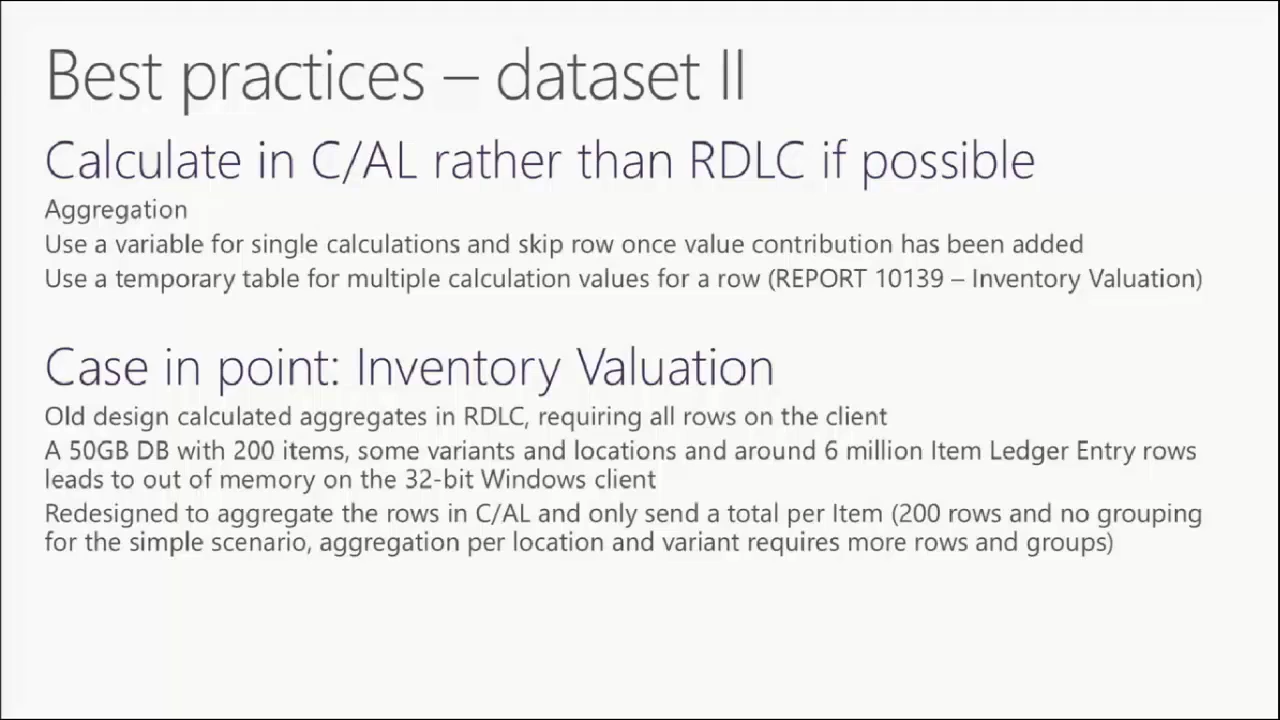 Best practices – dataset II
Calculate in C/AL rather than RDLC if possible
Aggregation
Use a variable for single calculations and skip row once value contribution has been added
Use a temporary table for multiple calculation values for a row (REPORT 10139 – Inventory Valuation)
Case in point: Inventory Valuation
Old design calculated aggregates in RDLC, requiring all rows on the client
A 50GB DB with 200 items, some variants and locations and around 6 million Item Ledger Entry rows
leads to out of memory on the 32-bit Windows client
Redesigned to aggregate the rows in C/AL and only send a total per Item (200 rows and no grouping
for the simple scenario, aggregation per location and variant requires more rows and groups)